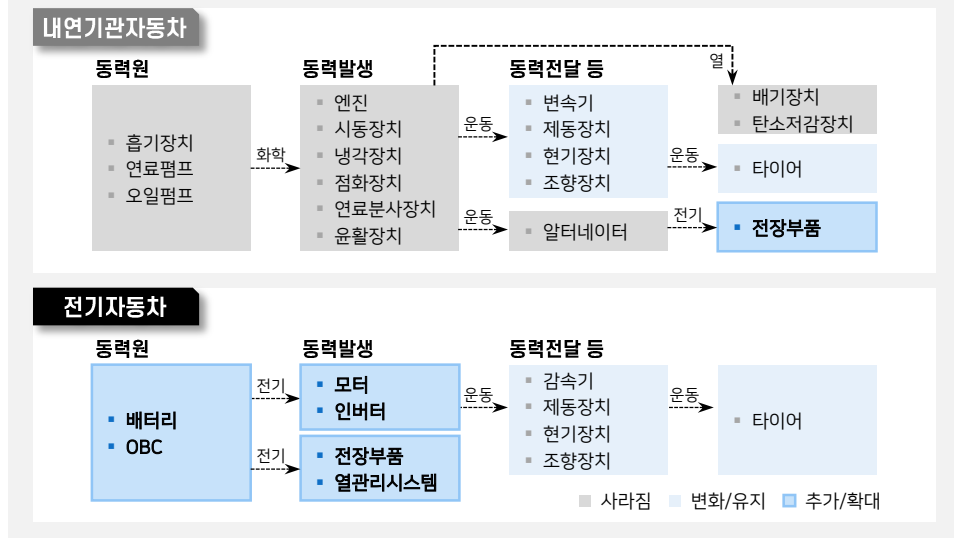 내연기관자동차
동력원
동력발생
동력전달 등
열
흡기장치
연료폄프
오일펌프
화학
엔진
시동장치
냉각장치
점화장치
연료분사장치
윤활장치
운동
운동
변속기
제동장치
현기장치
조향장치
알터네이터
운동
전기
배기장치
탄소저감장치
타이어
전장부품
전기자동차
동력원
동력발생
동력전달 등
배터리
OBC
전기
전기
모터
인버터
전장부품
열관리시스템
운동
감속기
제동장치
현기장치
조향장치
운동
타이어
사라짐
변화/유지
추가/확대